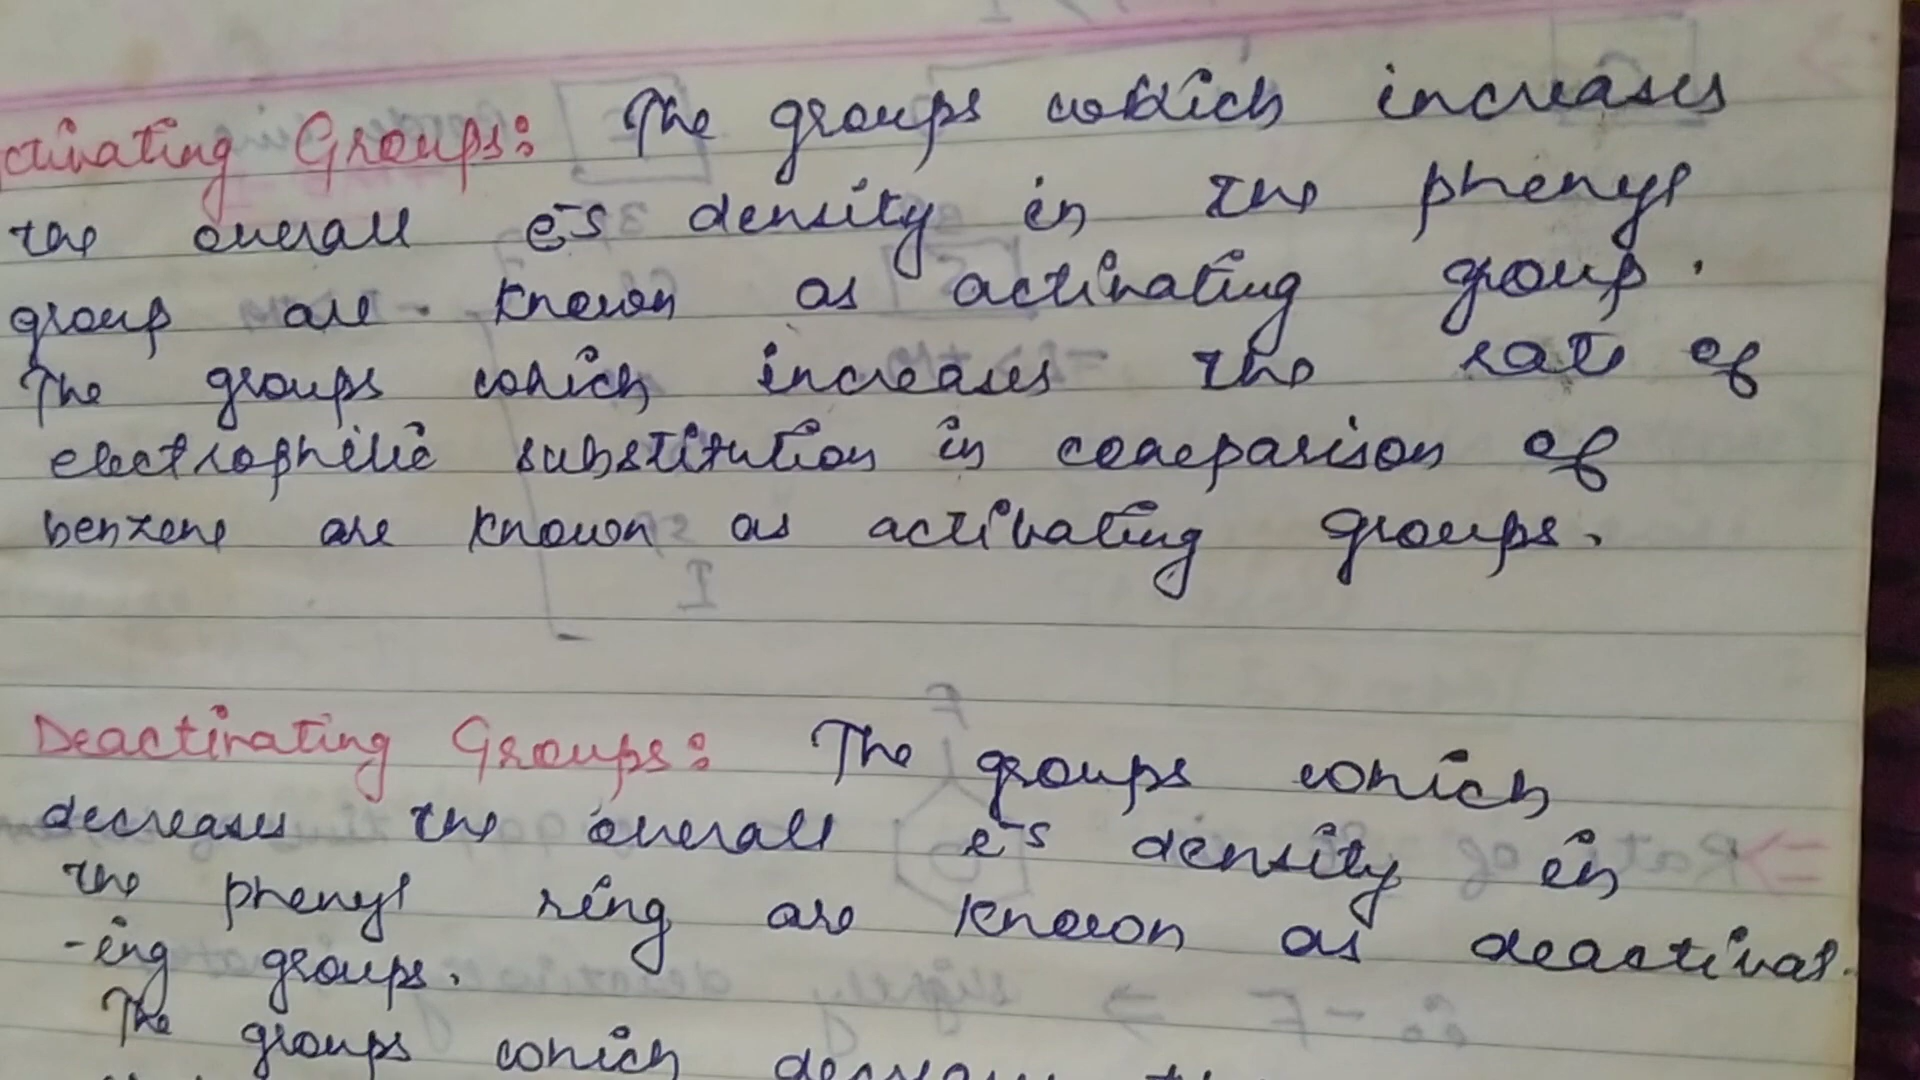 ctivating Groups: The groups which increases
the overall e⁻s density in the phenyl
group are known as activating group.
The groups which increases the rate of
electrophilic substitution in comparison of
benzene are known as activating groups.
Deactivating Groups: The groups which
decreases the overall e⁻s density in
the phenyl ring are known as deactivat-
-ing groups.
The groups which decreases the